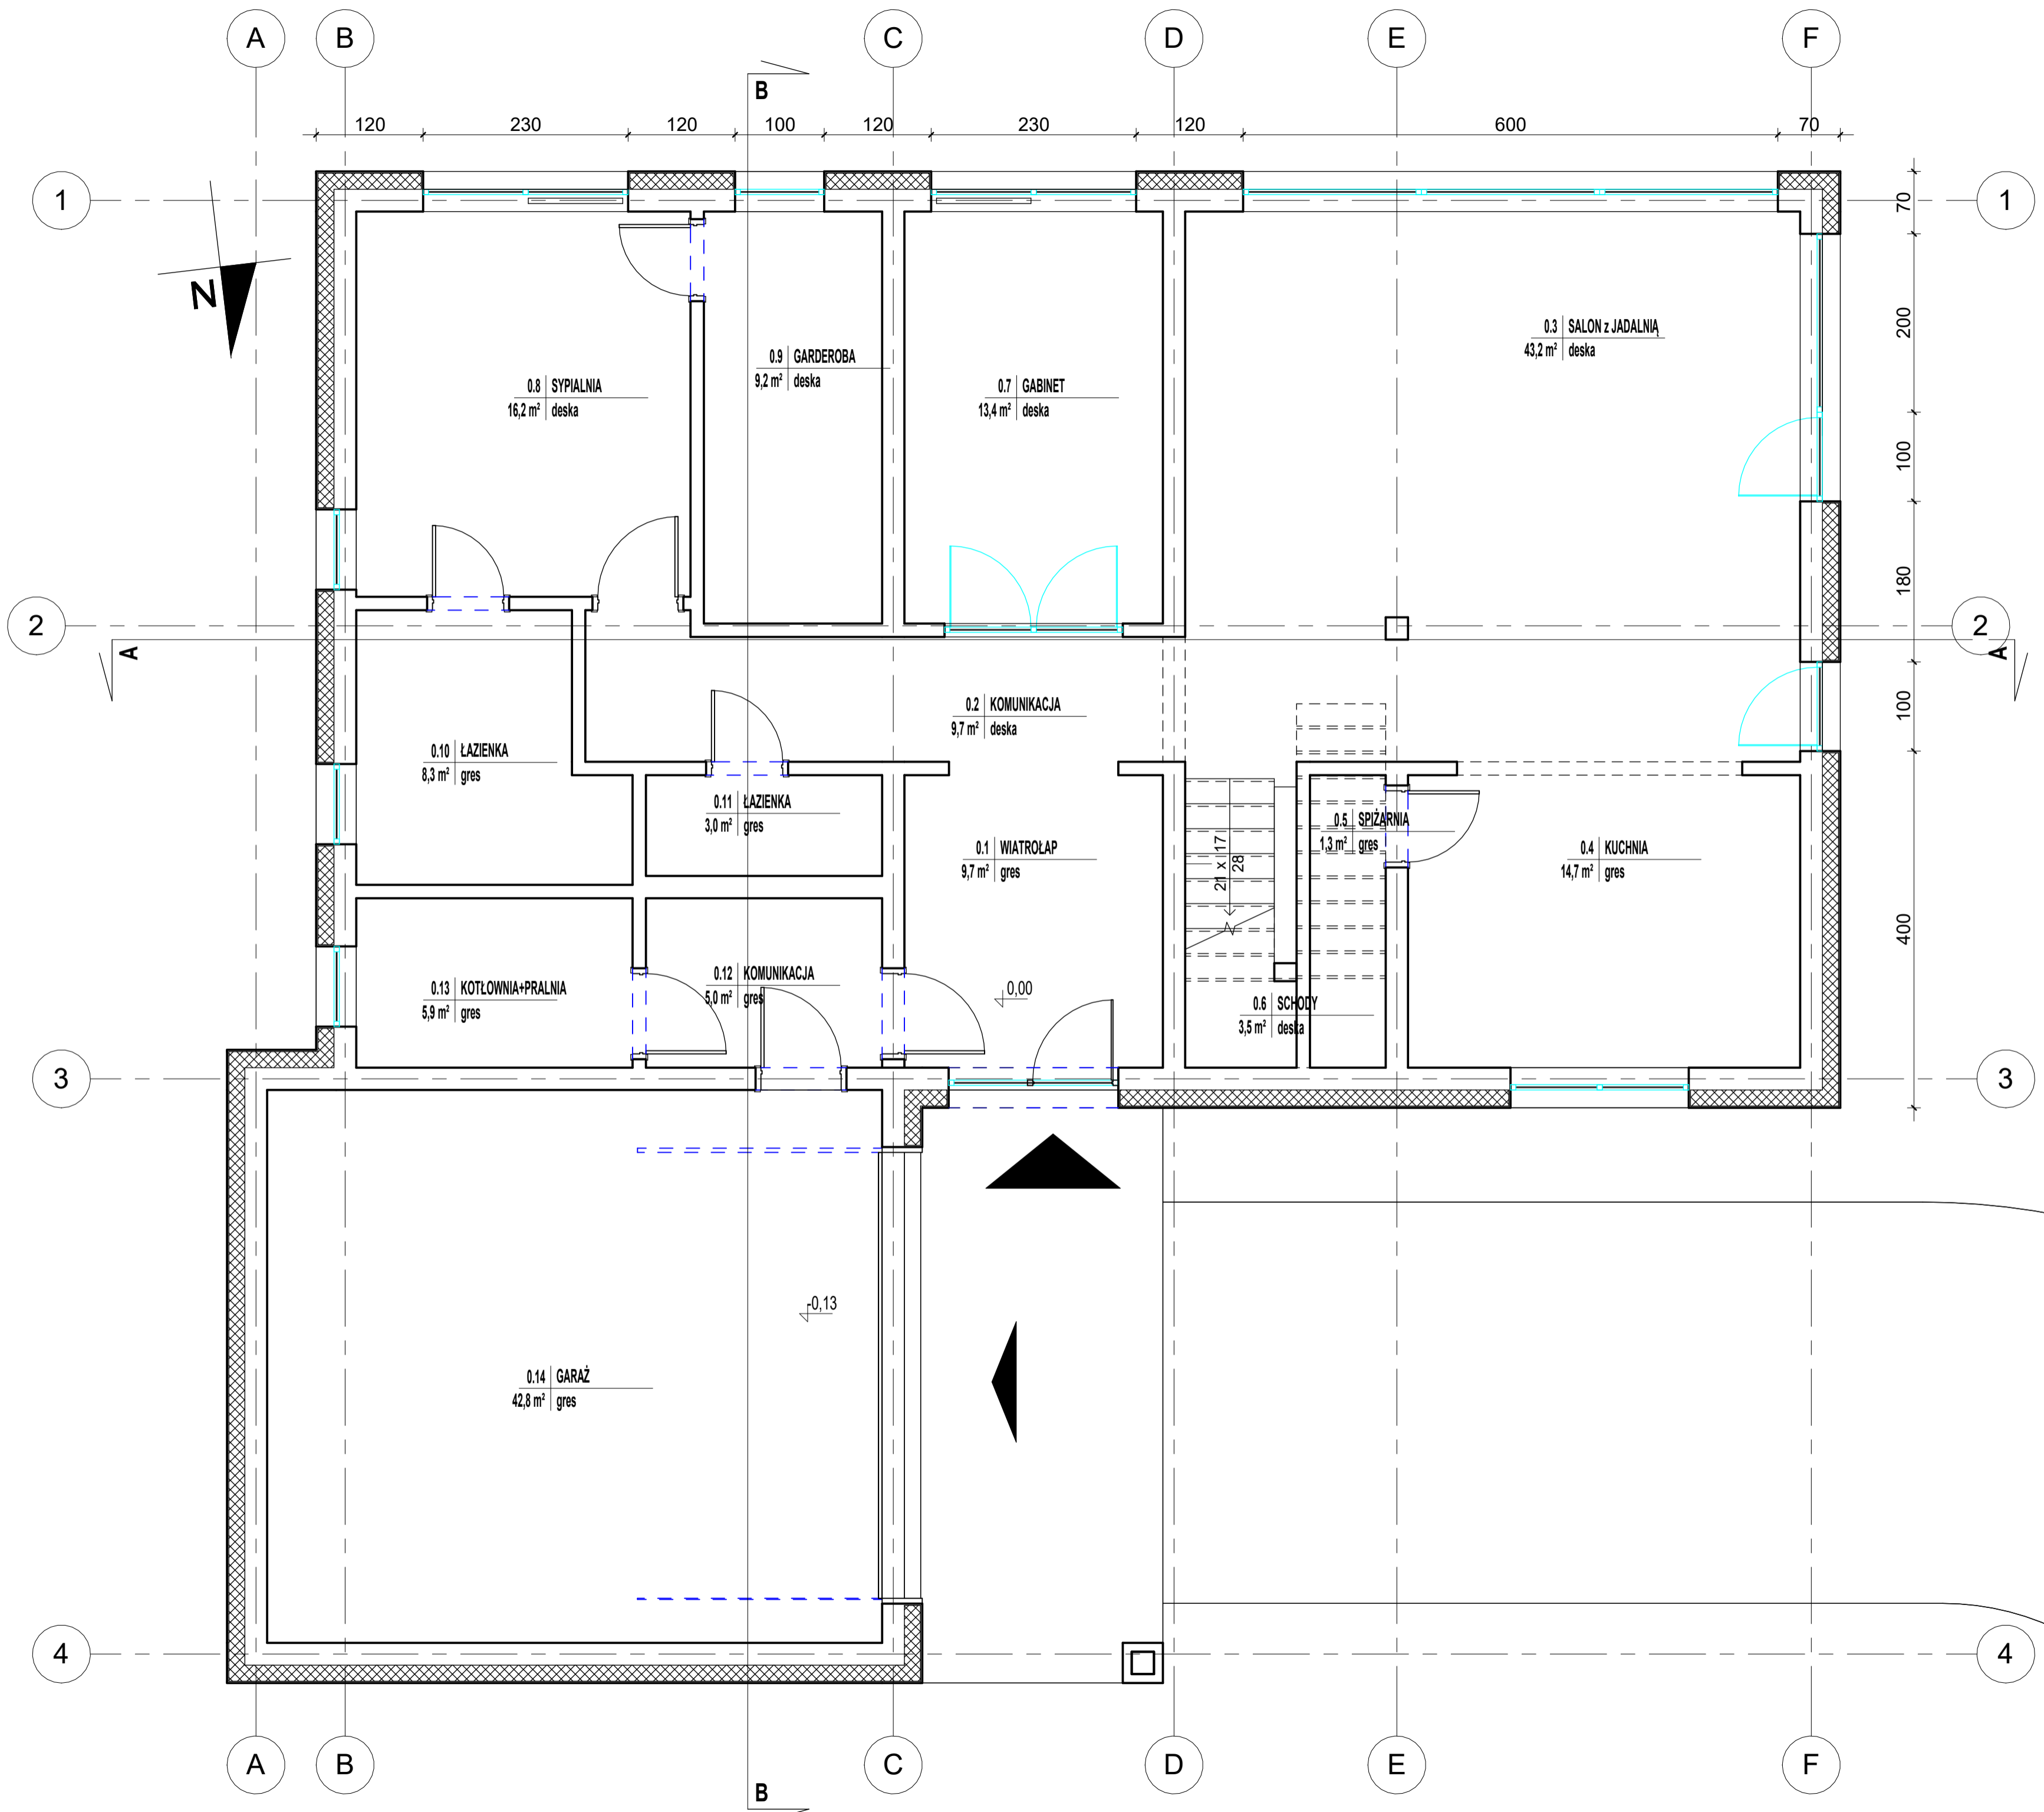 A B C D E F
B
120 230 120 100 120 230 120 600 70
1 1
70
N
200
0.3 SALON z JADALNIĄ
43,2 m² deska
0.9 GARDEROBA
9,2 m² deska
0.8 SYPIALNIA
16,2 m² deska
0.7 GABINET
13,4 m² deska
100
180
2 2
A A
0.2 KOMUNIKACJA
9,7 m² deska
100
0.10 ŁAZIENKA
8,3 m² gres
0.11 ŁAZIENKA
3,0 m² gres
0.1 WIATROŁAP
9,7 m² gres
21 x 17
28
0.5 SPIŻARNIA
1,3 m² gres
0.4 KUCHNIA
14,7 m² gres
400
0.13 KOTŁOWNIA+PRALNIA
5,9 m² gres
0.12 KOMUNIKACJA
5,0 m² gres
0,00
0.6 SCHODY
3,5 m² deska
3 3
-0,13
0.14 GARAŻ
42,8 m² gres
4 4
A B C D E F
B